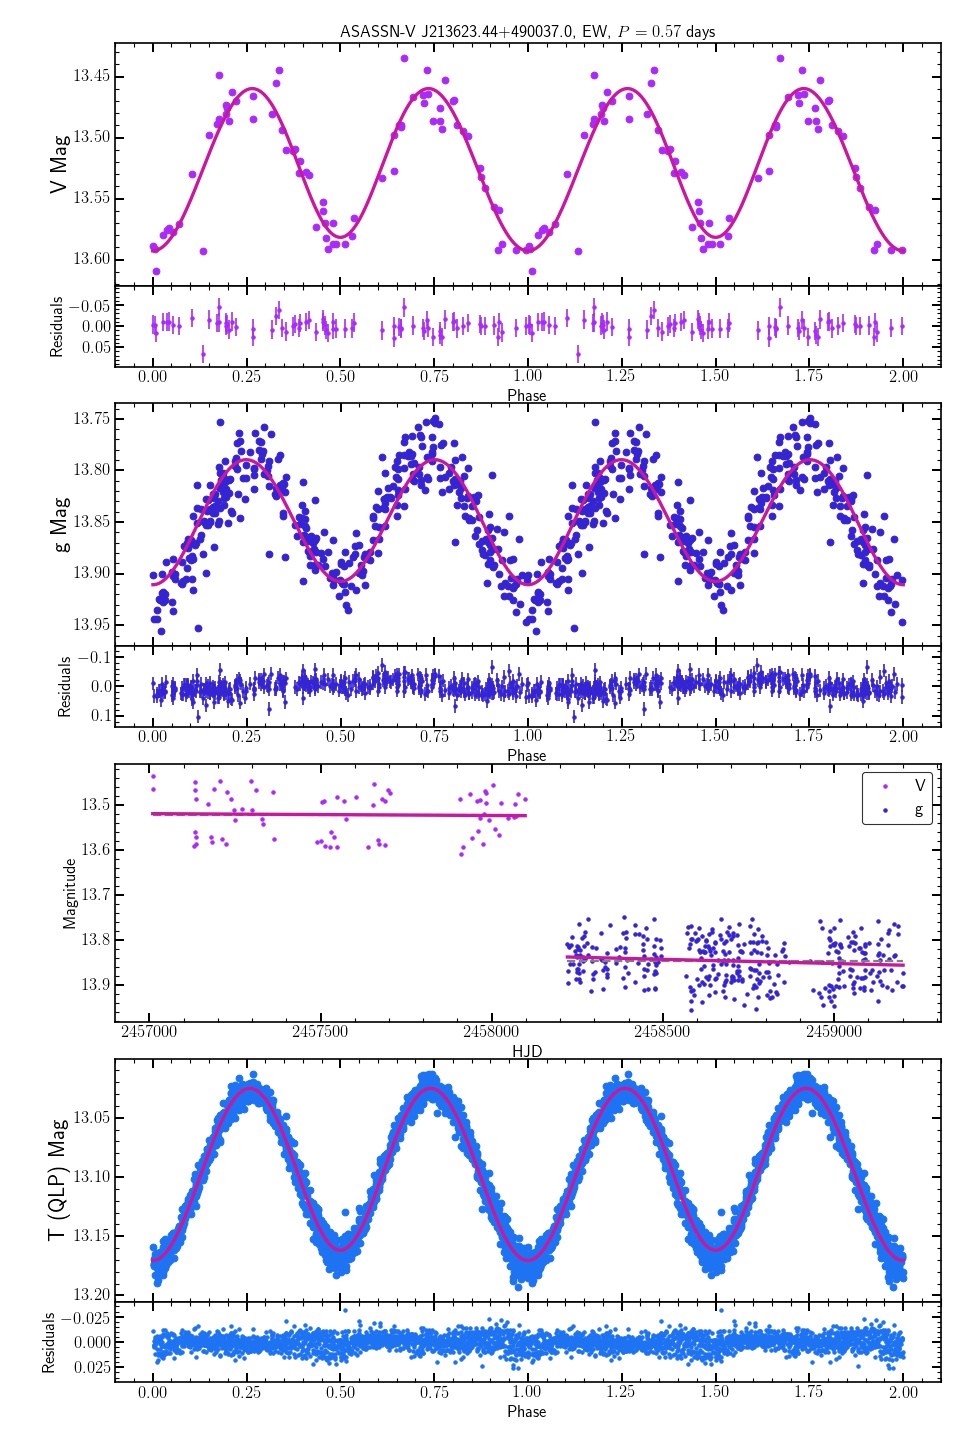 ASASSN-V J213623.44+490037.0, EW, P = 0.57 days
V Mag
13.45
13.50
13.55
13.60
Residuals
−0.05
0.00
0.05
0.00 0.25 0.50 0.75 1.00 1.25 1.50 1.75 2.00
Phase
g Mag
13.75
13.80
13.85
13.90
13.95
Residuals
−0.1
0.0
0.1
0.00 0.25 0.50 0.75 1.00 1.25 1.50 1.75 2.00
Phase
Magnitude
13.5
13.6
13.7
13.8
13.9
V
g
2457000 2457500 2458000 2458500 2459000
HJD
T (QLP) Mag
13.05
13.10
13.15
13.20
Residuals
−0.025
0.000
0.025
0.00 0.25 0.50 0.75 1.00 1.25 1.50 1.75 2.00
Phase